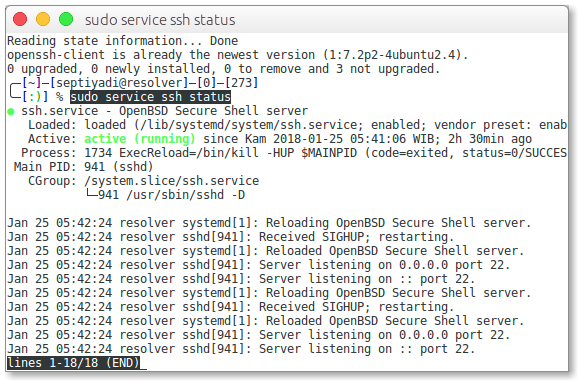 sudo service ssh status
Reading state information... Done
openssh-client is already the newest version (1:7.2p2-4ubuntu2.4).
0 upgraded, 0 newly installed, 0 to remove and 3 not upgraded.
╭─[~]─[septiyadi@resolver]─[0]─[273]
╰─[:)] % sudo service ssh status
● ssh.service - OpenBSD Secure Shell server
   Loaded: loaded (/lib/systemd/system/ssh.service; enabled; vendor preset: enab
   Active: active (running) since Kam 2018-01-25 05:41:06 WIB; 2h 30min ago
  Process: 1734 ExecReload=/bin/kill -HUP $MAINPID (code=exited, status=0/SUCCES
 Main PID: 941 (sshd)
   CGroup: /system.slice/ssh.service
           └─941 /usr/sbin/sshd -D
Jan 25 05:42:24 resolver systemd[1]: Reloading OpenBSD Secure Shell server.
Jan 25 05:42:24 resolver sshd[941]: Received SIGHUP; restarting.
Jan 25 05:42:24 resolver systemd[1]: Reloaded OpenBSD Secure Shell server.
Jan 25 05:42:24 resolver sshd[941]: Server listening on 0.0.0.0 port 22.
Jan 25 05:42:24 resolver sshd[941]: Server listening on :: port 22.
Jan 25 05:42:24 resolver systemd[1]: Reloading OpenBSD Secure Shell server.
Jan 25 05:42:24 resolver sshd[941]: Received SIGHUP; restarting.
Jan 25 05:42:24 resolver systemd[1]: Reloaded OpenBSD Secure Shell server.
Jan 25 05:42:24 resolver sshd[941]: Server listening on 0.0.0.0 port 22.
Jan 25 05:42:24 resolver sshd[941]: Server listening on :: port 22.
lines 1-18/18 (END)